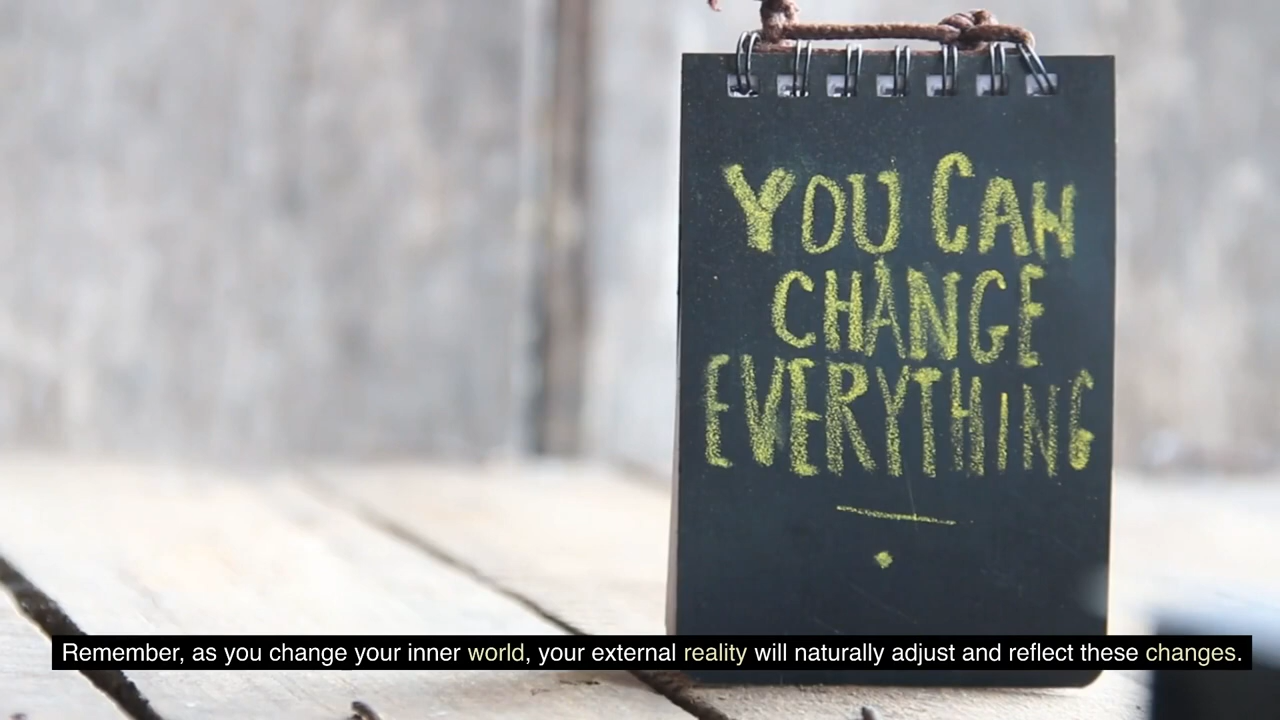 YOU CAN
CHANGE
EVERYTHING
Remember, as you change your inner world, your external reality will naturally adjust and reflect these changes.